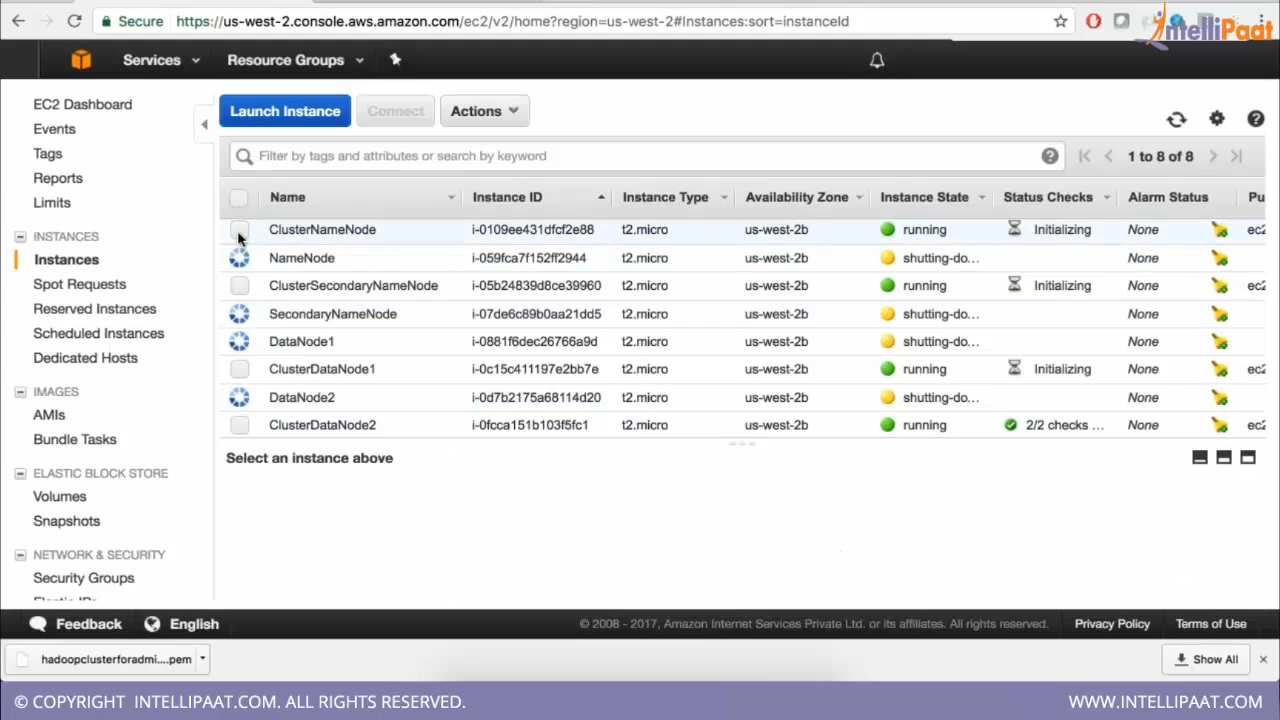 Secure https://us-west-2.console.aws.amazon.com/ec2/v2/home?region=us-west-2#Instances:sort=instanceId
IntelliPaat
Services Resource Groups
EC2 Dashboard
Events
Tags
Reports
Limits
INSTANCES
Instances
Spot Requests
Reserved Instances
Scheduled Instances
Dedicated Hosts
IMAGES
AMIs
Bundle Tasks
ELASTIC BLOCK STORE
Volumes
Snapshots
NETWORK & SECURITY
Security Groups
Elastic IPs
Launch Instance Connect Actions
Filter by tags and attributes or search by keyword 1 to 8 of 8
Name Instance ID Instance Type Availability Zone Instance State Status Checks Alarm Status Pu
ClusterNameNode i-0109ee431dfcf2e88 t2.micro us-west-2b running Initializing None ec2
NameNode i-059fca7f152ff2944 t2.micro us-west-2b shutting-do... None
ClusterSecondaryNameNode i-05b24839d8ce39960 t2.micro us-west-2b running Initializing None ec2
SecondaryNameNode i-07de6c89b0aa21dd5 t2.micro us-west-2b shutting-do... None
DataNode1 i-0881f6dec26766a9d t2.micro us-west-2b shutting-do... None
ClusterDataNode1 i-0c15c411197e2bb7e t2.micro us-west-2b running Initializing None ec2
DataNode2 i-0d7b2175a68114d20 t2.micro us-west-2b shutting-do... None
ClusterDataNode2 i-0fcca151b103f5fc1 t2.micro us-west-2b running 2/2 checks ... None ec2
Select an instance above
Feedback English © 2008 - 2017, Amazon Internet Services Private Ltd. or its affiliates. All rights reserved. Privacy Policy Terms of Use
hadoopclusterforadmi....pem Show All
© COPYRIGHT INTELLIPAAT.COM. ALL RIGHTS RESERVED. WWW.INTELLIPAAT.COM